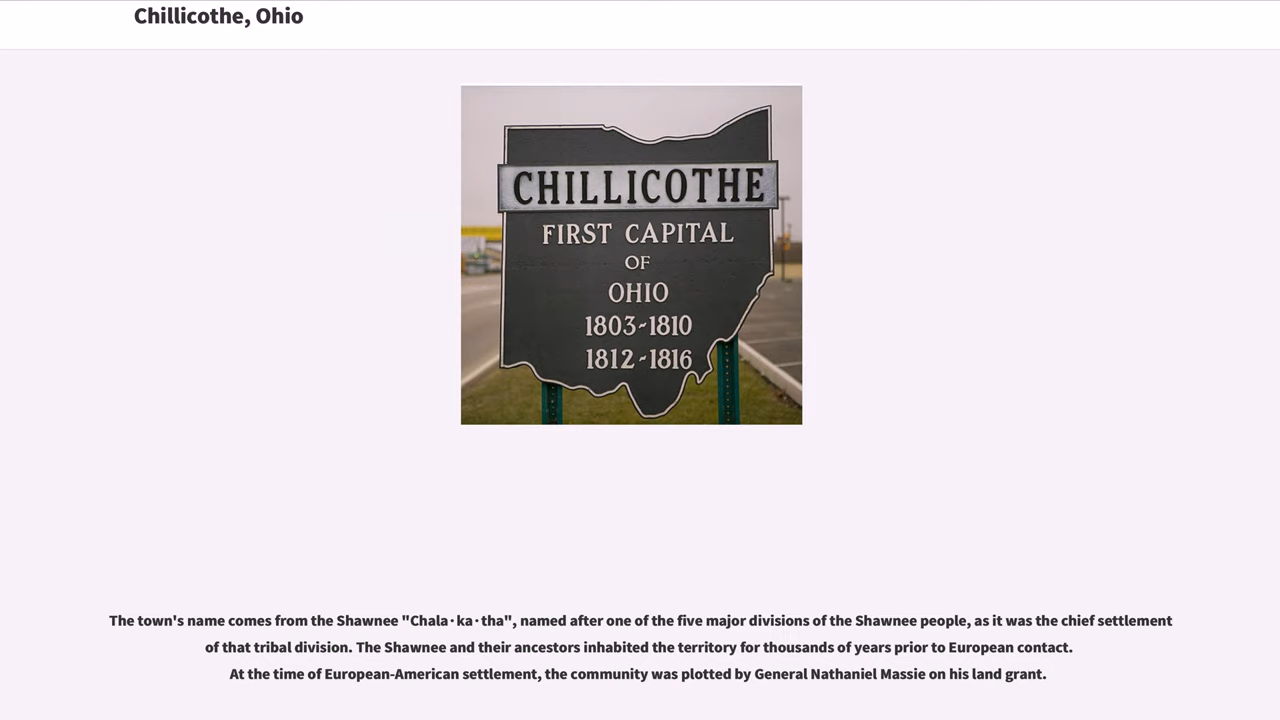 Chillicothe, Ohio
CHILLICOTHE
FIRST CAPITAL
OF
OHIO
1803-1810
1812-1816
The town's name comes from the Shawnee "Chala·ka·tha", named after one of the five major divisions of the Shawnee people, as it was the chief settlement
of that tribal division. The Shawnee and their ancestors inhabited the territory for thousands of years prior to European contact.
At the time of European-American settlement, the community was plotted by General Nathaniel Massie on his land grant.